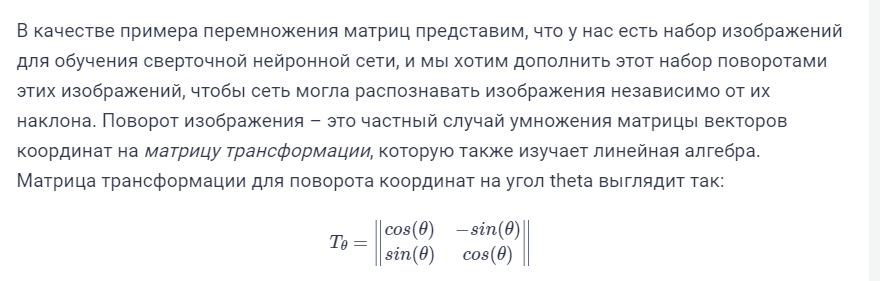 В качестве примера перемножения матриц представим, что у нас есть набор изображений
для обучения сверточной нейронной сети, и мы хотим дополнить этот набор поворотами
этих изображений, чтобы сеть могла распознавать изображения независимо от их
наклона. Поворот изображения – это частный случай умножения матрицы векторов
координат на матрицу трансформации, которую также изучает линейная алгебра.
Матрица трансформации для поворота координат на угол theta выглядит так:
T_θ = ‖cos(θ) −sin(θ)‖
‖sin(θ) cos(θ)‖